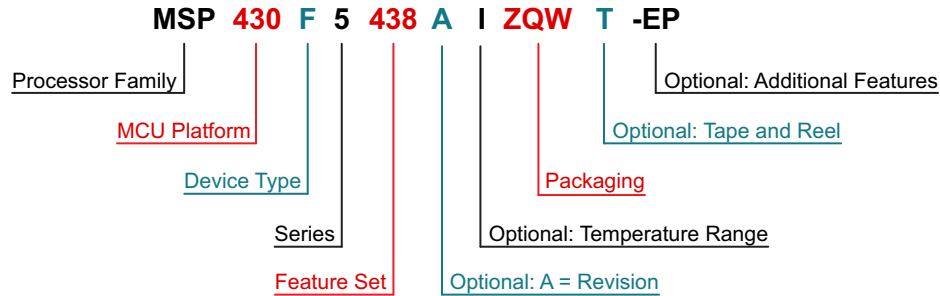 MSP 430 F 5 438 A I ZQW T -EP
Processor Family
Optional: Additional Features
MCU Platform
Optional: Tape and Reel
Device Type
Packaging
Series
Optional: Temperature Range
Feature Set
Optional: A = Revision